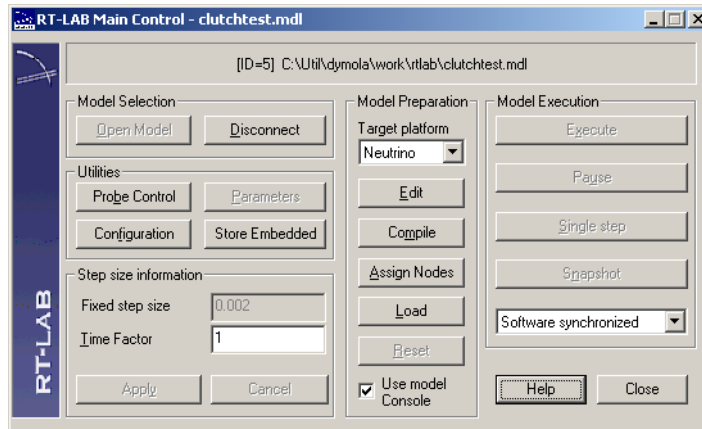 RT-LAB Main Control - clutchtest.mdl
[ID=5] C:\Util\dymola\work\rtlab\clutchtest.mdl
Model Selection
Open Model
Disconnect
Utilities
Probe Control
Parameters
Configuration
Store Embedded
Step size information
Fixed step size
0.002
Time Factor
1
Apply
Cancel
Model Preparation
Target platform
Neutrino
Edit
Compile
Assign Nodes
Load
Reset
Use model
Console
Model Execution
Execute
Pause
Single step
Snapshot
Software synchronized
Help
Close
RT-LAB